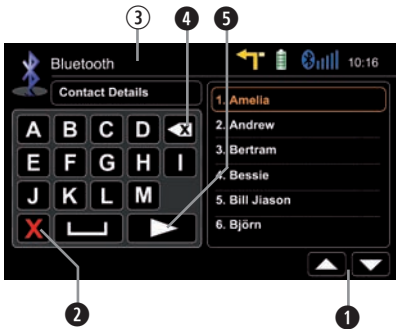 3 4 5
Bluetooth 10:16
Contact Details
1. Amelia
A B C D
2. Andrew
E F G H I
3. Bertram
4. Bessie
J K L M
5. Bill Jiason
X
6. Björn
2 1